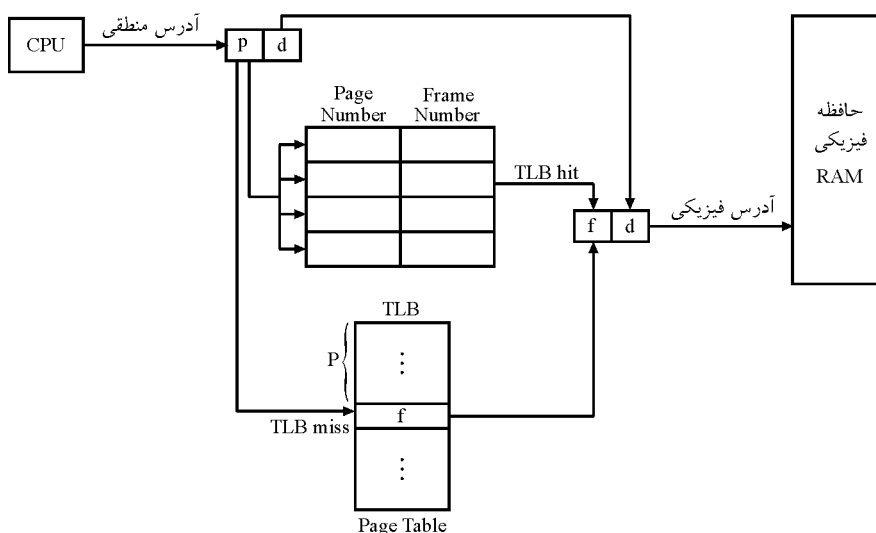 CPU
آدرس منطقی
p d
Page
Number
Frame
Number
TLB hit
f d
آدرس فیزیکی
حافظه
فیزیکی
RAM
TLB
P
⋮
f
TLB miss
⋮
Page Table